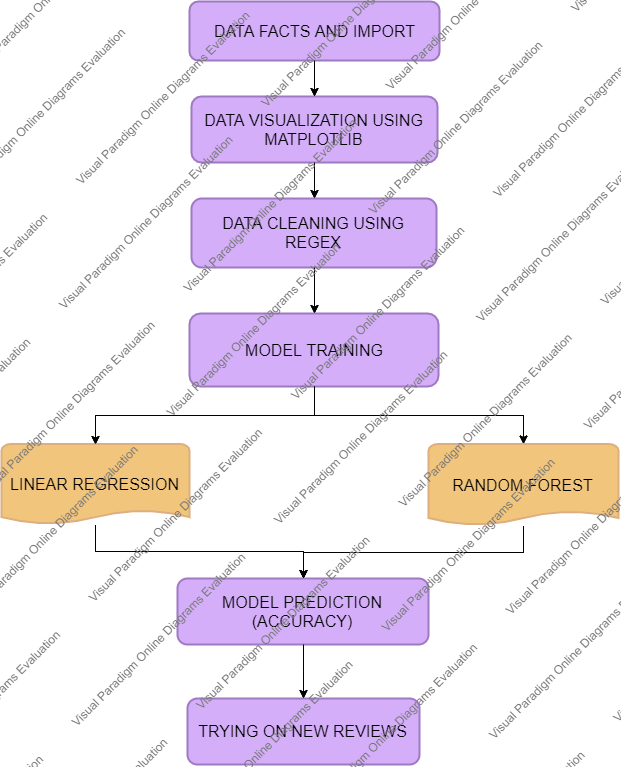 DATA FACTS AND IMPORT
DATA VISUALIZATION USING
MATPLOTLIB
DATA CLEANING USING
REGEX
MODEL TRAINING
LINEAR REGRESSION
RANDOM FOREST
MODEL PREDICTION
(ACCURACY)
TRYING ON NEW REVIEWS
Visual Paradigm Online Diagrams Evaluation